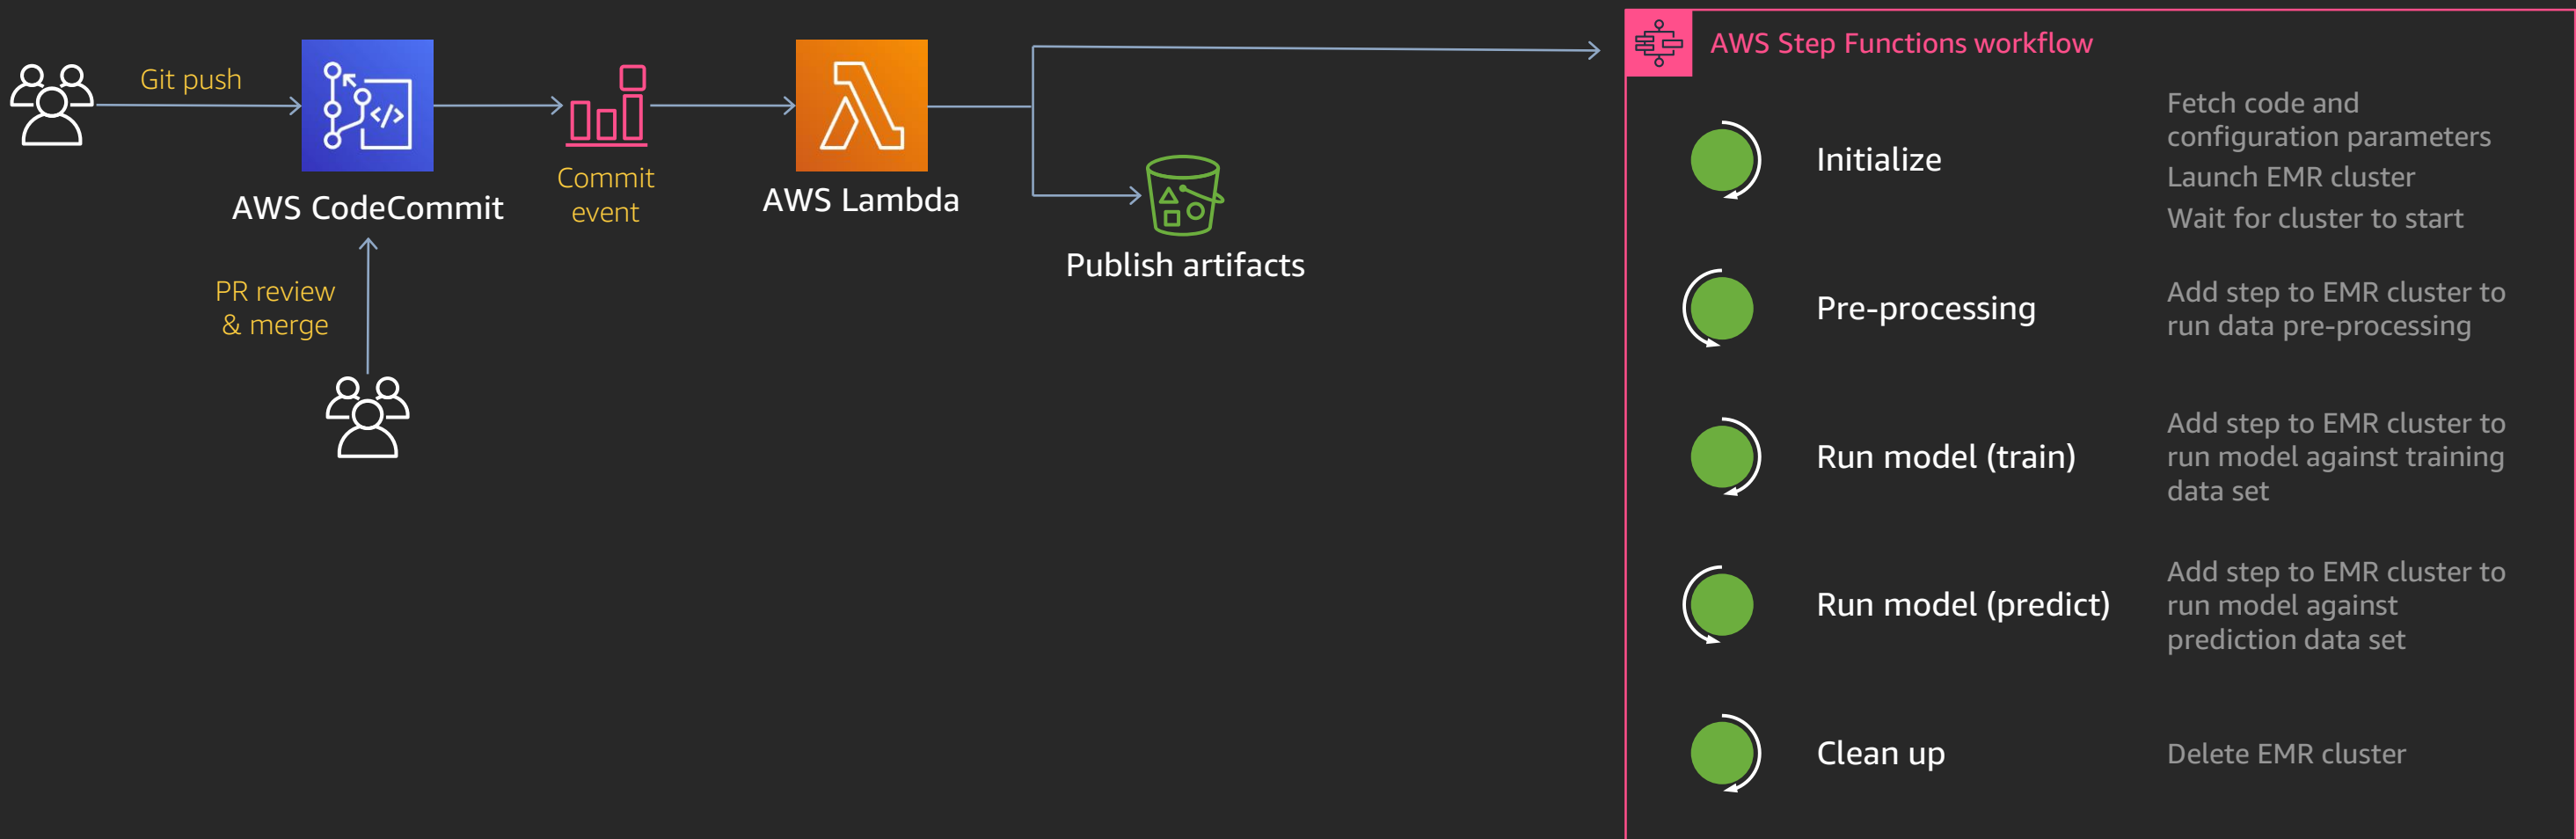 Git push
AWS CodeCommit
PR review
& merge
Commit
event
AWS Lambda
Publish artifacts
AWS Step Functions workflow
Initialize
Fetch code and
configuration parameters
Launch EMR cluster
Wait for cluster to start
Pre-processing
Add step to EMR cluster to
run data pre-processing
Run model (train)
Add step to EMR cluster to
run model against training
data set
Run model (predict)
Add step to EMR cluster to
run model against
prediction data set
Clean up
Delete EMR cluster